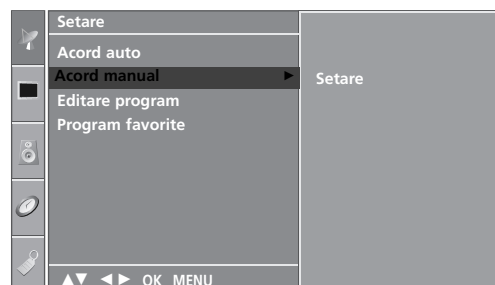 Setare
Acord auto
Acord manual ►
Setare
Editare program
Program favorite
▲▼ ◄► OK MENU